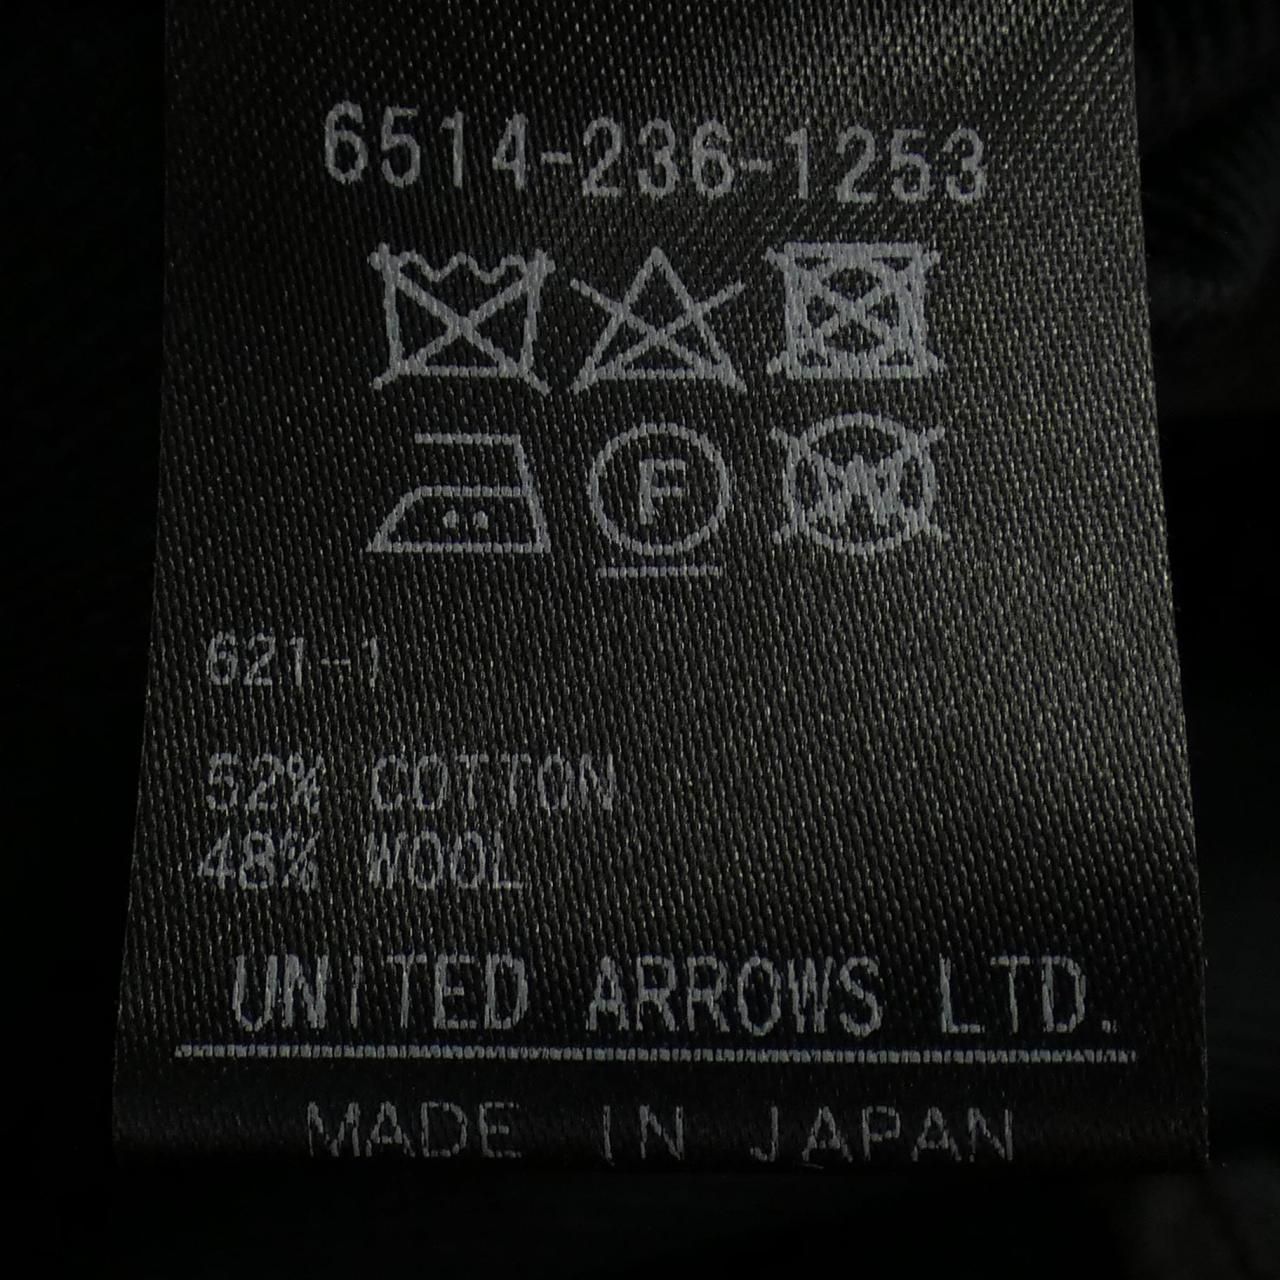 6514-236-1253
F
W
621-1
52% COTTON
48% WOOL
UNITED ARROWS LTD.
MADE IN JAPAN